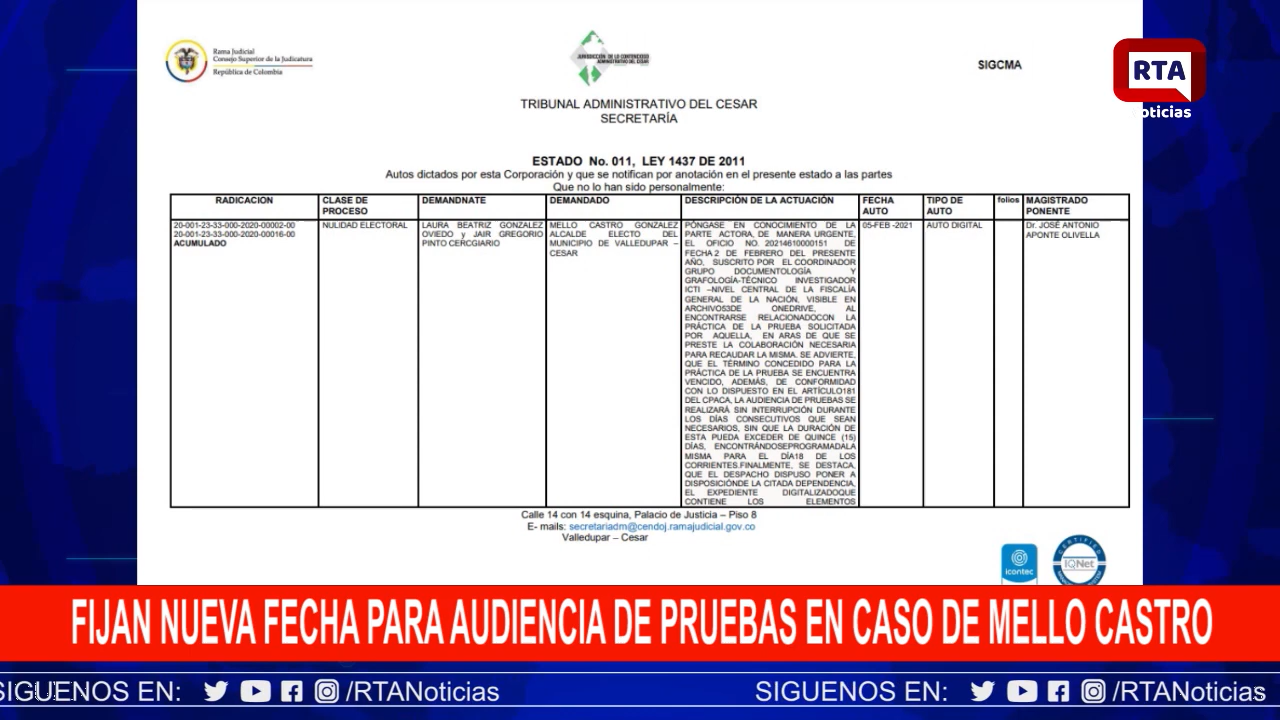 Rama Judicial
Consejo Superior de la Judicatura
República de Colombia
JURISDICCIÓN DE LO CONTENCIOSO
ADMINISTRATIVO DEL CESAR
SIGCMA
RTA
oticias
TRIBUNAL ADMINISTRATIVO DEL CESAR
SECRETARÍA
ESTADO No. 011, LEY 1437 DE 2011
Autos dictados por esta Corporación y que se notifican por anotación en el presente estado a las partes
Que no lo han sido personalmente:
RADICACION
CLASE DE
PROCESO
DEMANDNATE
DEMANDADO
DESCRIPCIÓN DE LA ACTUACIÓN
FECHA
AUTO
TIPO DE
AUTO
folios
MAGISTRADO
PONENTE
20-001-23-33-000-2020-00002-00
20-001-23-33-000-2020-00016-00
ACUMULADO
NULIDAD ELECTORAL
LAURA BEATRIZ GONZALEZ
OVIEDO y JAIR GREGORIO
PINTO CERCGIARIO
MELLO CASTRO GONZALEZ
ALCALDE ELECTO DEL
MUNICIPIO DE VALLEDUPAR –
CESAR
PÓNGASE EN CONOCIMIENTO DE LA
PARTE ACTORA, DE MANERA URGENTE,
EL OFICIO NO. 20214610000151 DE
FECHA 2 DE FEBRERO DEL PRESENTE
AÑO, SUSCRITO POR EL COORDINADOR
GRUPO DOCUMENTOLOGÍA Y
GRAFOLOGÍA-TÉCNICO INVESTIGADOR
ICTI –NIVEL CENTRAL DE LA FISCALÍA
GENERAL DE LA NACIÓN, VISIBLE EN
ARCHIVO53DE ONEDRIVE, AL
ENCONTRARSE RELACIONADOCON LA
PRÁCTICA DE LA PRUEBA SOLICITADA
POR AQUELLA, EN ARAS DE QUE SE
PRESTE LA COLABORACIÓN NECESARIA
PARA RECAUDAR LA MISMA. SE ADVIERTE,
QUE EL TÉRMINO CONCEDIDO PARA LA
PRÁCTICA DE LA PRUEBA SE ENCUENTRA
VENCIDO, ADEMÁS, DE CONFORMIDAD
CON LO DISPUESTO EN EL ARTÍCULO181
DEL CPACA, LA AUDIENCIA DE PRUEBAS SE
REALIZARÁ SIN INTERRUPCIÓN DURANTE
LOS DÍAS CONSECUTIVOS QUE SEAN
NECESARIOS, SIN QUE LA DURACIÓN DE
ESTA PUEDA EXCEDER DE QUINCE (15)
DÍAS, ENCONTRÁNDOSEPROGRAMADALA
MISMA PARA EL DÍA18 DE LOS
CORRIENTES.FINALMENTE, SE DESTACA,
QUE EL DESPACHO DISPUSO PONER A
DISPOSICIÓNDE LA CITADA DEPENDENCIA,
EL EXPEDIENTE DIGITALIZADOQUE
CONTIENE LOS ELEMENTOS
05-FEB -2021
AUTO DIGITAL
Dr. JOSÉ ANTONIO
APONTE OLIVELLA
Calle 14 con 14 esquina, Palacio de Justicia – Piso 8
E- mails: secretariadm@cendoj.ramajudicial.gov.co
Valledupar – Cesar
icontec
CERTIFIED
IQNet
FIJAN NUEVA FECHA PARA AUDIENCIA DE PRUEBAS EN CASO DE MELLO CASTRO
SIGUENOS EN: /RTANoticias SIGUENOS EN: /RTANoticias